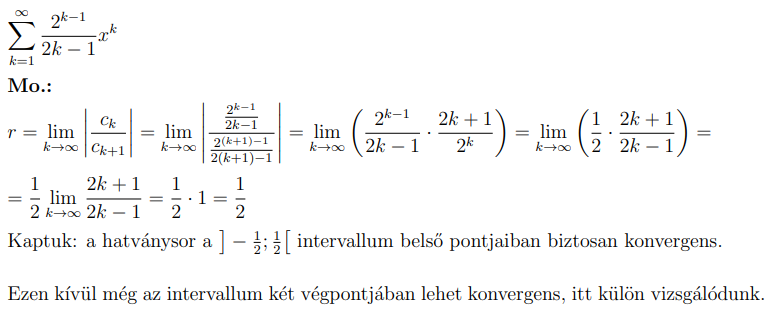 $\sum_{k=1}^{\infty} \frac{2^{k-1}}{2k-1} x^k$
Mo.:
$r = \lim_{k\to\infty} \left| \frac{c_k}{c_{k+1}} \right| = \lim_{k\to\infty} \left| \frac{\frac{2^{k-1}}{2k-1}}{\frac{2^{(k+1)-1}}{2(k+1)-1}} \right| = \lim_{k\to\infty} \left( \frac{2^{k-1}}{2k-1} \cdot \frac{2k+1}{2^k} \right) = \lim_{k\to\infty} \left( \frac{1}{2} \cdot \frac{2k+1}{2k-1} \right) =$
$= \frac{1}{2} \lim_{k\to\infty} \frac{2k+1}{2k-1} = \frac{1}{2} \cdot 1 = \frac{1}{2}$
Kaptuk: a hatványsor a $\left] -\frac{1}{2}; \frac{1}{2} \right[$ intervallum belső pontjaiban biztosan konvergens.
Ezen kívül még az intervallum két végpontjában lehet konvergens, itt külön vizsgálódunk.